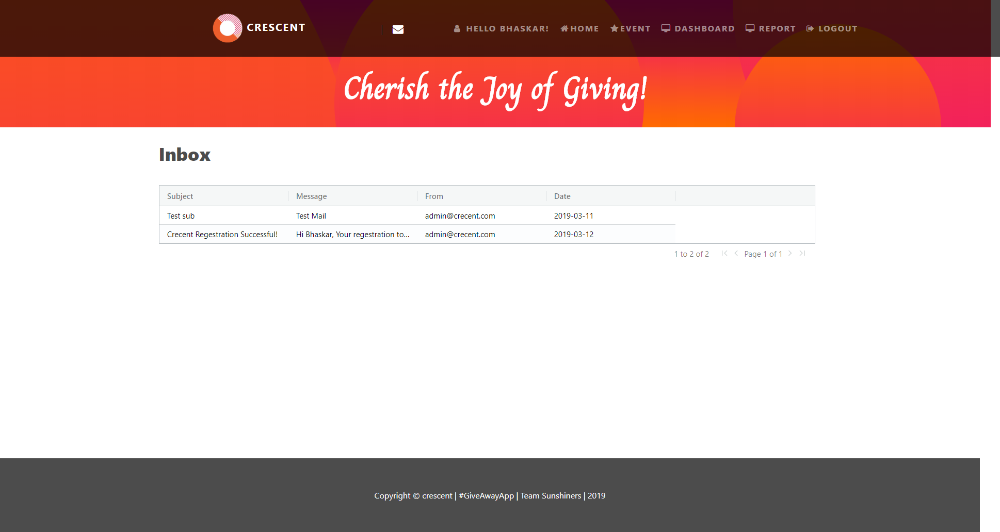 CRESCENT
HELLO BHASKAR! HOME EVENT DASHBOARD REPORT LOGOUT
Cherish the Joy of Giving!
Inbox
Subject Message From Date
Test sub Test Mail admin@crecent.com 2019-03-11
Crecent Regestration Successful! Hi Bhaskar, Your regestration to... admin@crecent.com 2019-03-12
1 to 2 of 2 Page 1 of 1
Copyright © crescent | #GiveAwayApp | Team Sunshiners | 2019